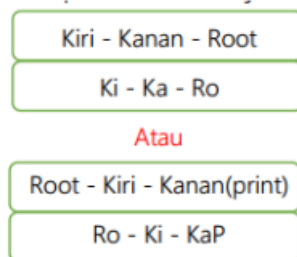 Kiri - Kanan - Root
Ki - Ka - Ro
Atau
Root - Kiri - Kanan(print)
Ro - Ki - KaP